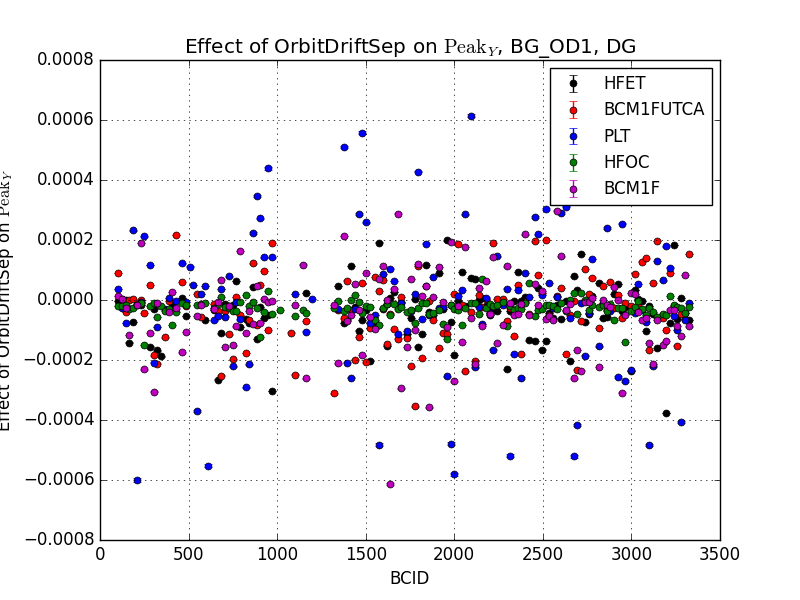 Effect of OrbitDriftSep on Peak_Y, BG_OD1, DG
Effect of OrbitDriftSep on Peak_Y
0.0008
0.0006
0.0004
0.0002
0.0000
−0.0002
−0.0004
−0.0006
−0.0008
HFET
BCM1FUTCA
PLT
HFOC
BCM1F
0 500 1000 1500 2000 2500 3000 3500
BCID